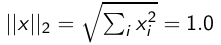 ||x||₂ = √∑ᵢ xᵢ² = 1.0